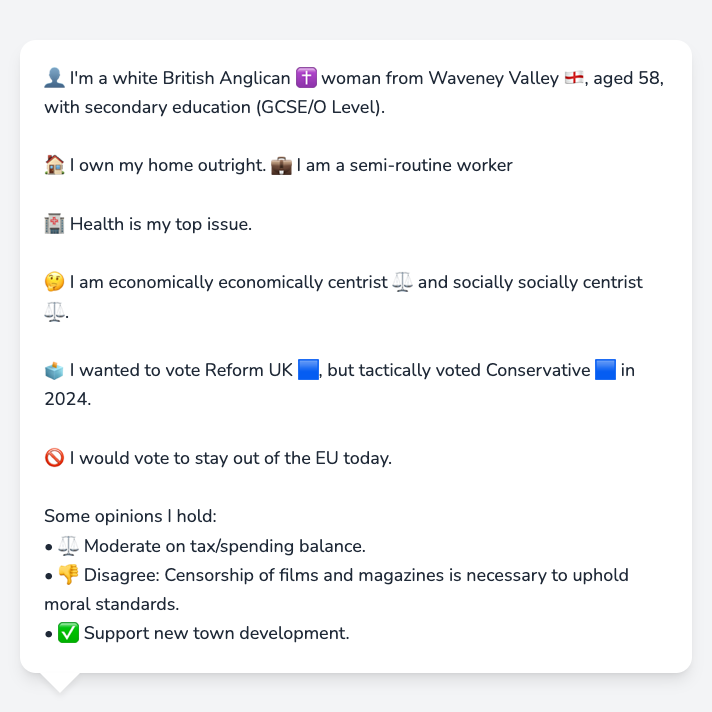 👤 I'm a white British Anglican ✝️ woman from Waveney Valley 🏴󠁧󠁢󠁥󠁮󠁧󠁿, aged 58,
with secondary education (GCSE/O Level).
🏠 I own my home outright. 💼 I am a semi-routine worker
🏥 Health is my top issue.
🤔 I am economically economically centrist ⚖️ and socially socially centrist
⚖️.
🗳️ I wanted to vote Reform UK 🟦, but tactically voted Conservative 🟦 in
2024.
🚫 I would vote to stay out of the EU today.
Some opinions I hold:
• ⚖️ Moderate on tax/spending balance.
• 👎 Disagree: Censorship of films and magazines is necessary to uphold
moral standards.
• ✅ Support new town development.